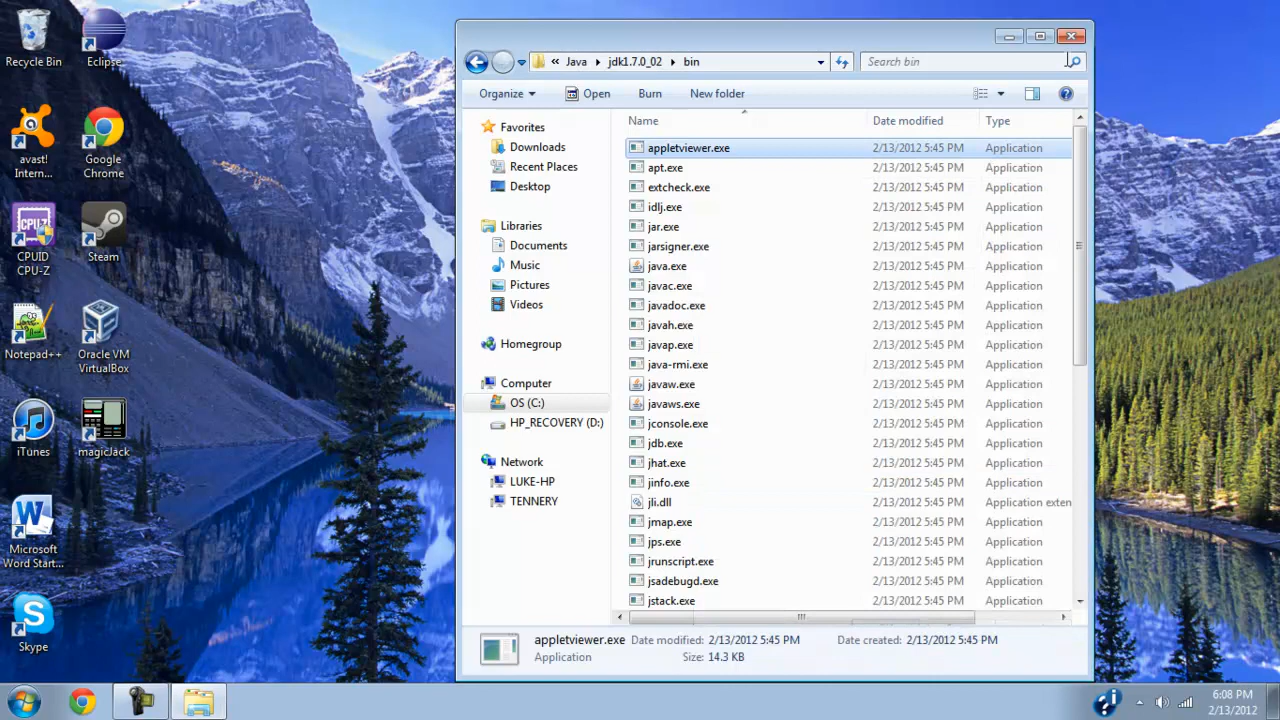 Recycle Bin
Eclipse
avast!
Intern...
Google
Chrome
CPUID
CPU-Z
Steam
Notepad++
Oracle VM
VirtualBox
iTunes
magicJack
Microsoft
Word Start...
Skype
« Java jdk1.7.0_02 bin
Search bin
Organize Open Burn New folder
Favorites
Downloads
Recent Places
Desktop
Libraries
Documents
Music
Pictures
Videos
Homegroup
Computer
OS (C:)
HP_RECOVERY (D:)
Network
LUKE-HP
TENNERY
Name Date modified Type
appletviewer.exe 2/13/2012 5:45 PM Application
apt.exe 2/13/2012 5:45 PM Application
extcheck.exe 2/13/2012 5:45 PM Application
idlj.exe 2/13/2012 5:45 PM Application
jar.exe 2/13/2012 5:45 PM Application
jarsigner.exe 2/13/2012 5:45 PM Application
java.exe 2/13/2012 5:45 PM Application
javac.exe 2/13/2012 5:45 PM Application
javadoc.exe 2/13/2012 5:45 PM Application
javah.exe 2/13/2012 5:45 PM Application
javap.exe 2/13/2012 5:45 PM Application
java-rmi.exe 2/13/2012 5:45 PM Application
javaw.exe 2/13/2012 5:45 PM Application
javaws.exe 2/13/2012 5:45 PM Application
jconsole.exe 2/13/2012 5:45 PM Application
jdb.exe 2/13/2012 5:45 PM Application
jhat.exe 2/13/2012 5:45 PM Application
jinfo.exe 2/13/2012 5:45 PM Application
jli.dll 2/13/2012 5:45 PM Application exten
jmap.exe 2/13/2012 5:45 PM Application
jps.exe 2/13/2012 5:45 PM Application
jrunscript.exe 2/13/2012 5:45 PM Application
jsadebugd.exe 2/13/2012 5:45 PM Application
jstack.exe 2/13/2012 5:45 PM Application
appletviewer.exe Date modified: 2/13/2012 5:45 PM Date created: 2/13/2012 5:45 PM
Application Size: 14.3 KB
6:08 PM
2/13/2012